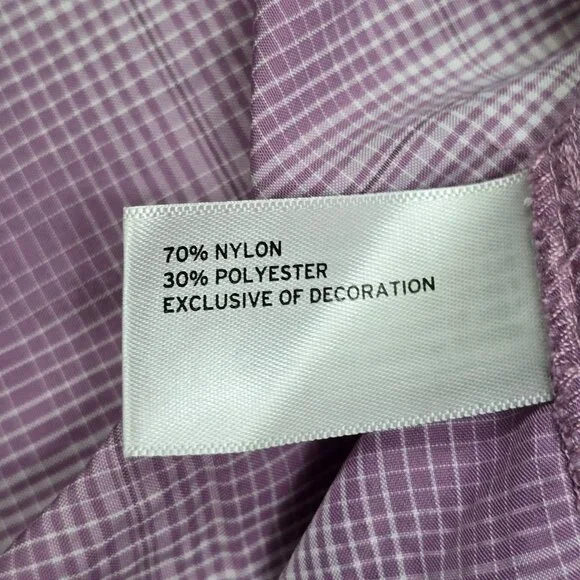 70% NYLON
30% POLYESTER
EXCLUSIVE OF DECORATION